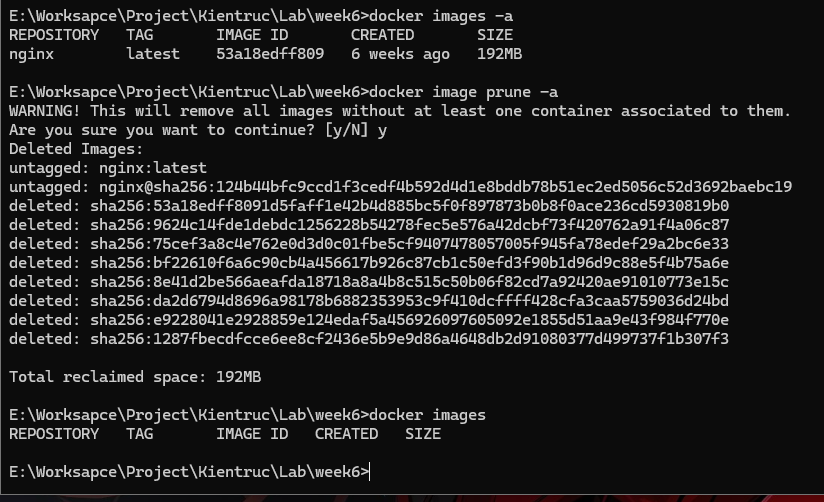 E:\Worksapce\Project\Kientruc\Lab\week6>docker images -a
REPOSITORY   TAG       IMAGE ID       CREATED       SIZE
nginx        latest    53a18edff809   6 weeks ago   192MB
E:\Worksapce\Project\Kientruc\Lab\week6>docker image prune -a
WARNING! This will remove all images without at least one container associated to them.
Are you sure you want to continue? [y/N] y
Deleted Images:
untagged: nginx:latest
untagged: nginx@sha256:124b44bfc9ccd1f3cedf4b592d4d1e8bddb78b51ec2ed5056c52d3692baebc19
deleted: sha256:53a18edff8091d5faff1e42b4d885bc5f0f897873b0b8f0ace236cd5930819b0
deleted: sha256:9624c14fde1debdc1256228b54278fec5e576a42dcbf73f420762a91f4a06c87
deleted: sha256:75cef3a8c4e762e0d3d0c01fbe5cf9407478057005f945fa78edef29a2bc6e33
deleted: sha256:bf22610f6a6c90cb4a456617b926c87cb1c50efd3f90b1d96d9c88e5f4b75a6e
deleted: sha256:8e41d2be566aeafda18718a8a4b8c515c50b06f82cd7a92420ae91010773e15c
deleted: sha256:da2d6794d8696a98178b6882353953c9f410dcffff428cfa3caa5759036d24bd
deleted: sha256:e9228041e2928859e124edaf5a456926097605092e1855d51aa9e43f984f770e
deleted: sha256:1287fbecdfcce6ee8cf2436e5b9e9d86a4648db2d91080377d499737f1b307f3
Total reclaimed space: 192MB
E:\Worksapce\Project\Kientruc\Lab\week6>docker images
REPOSITORY   TAG       IMAGE ID   CREATED   SIZE
E:\Worksapce\Project\Kientruc\Lab\week6>